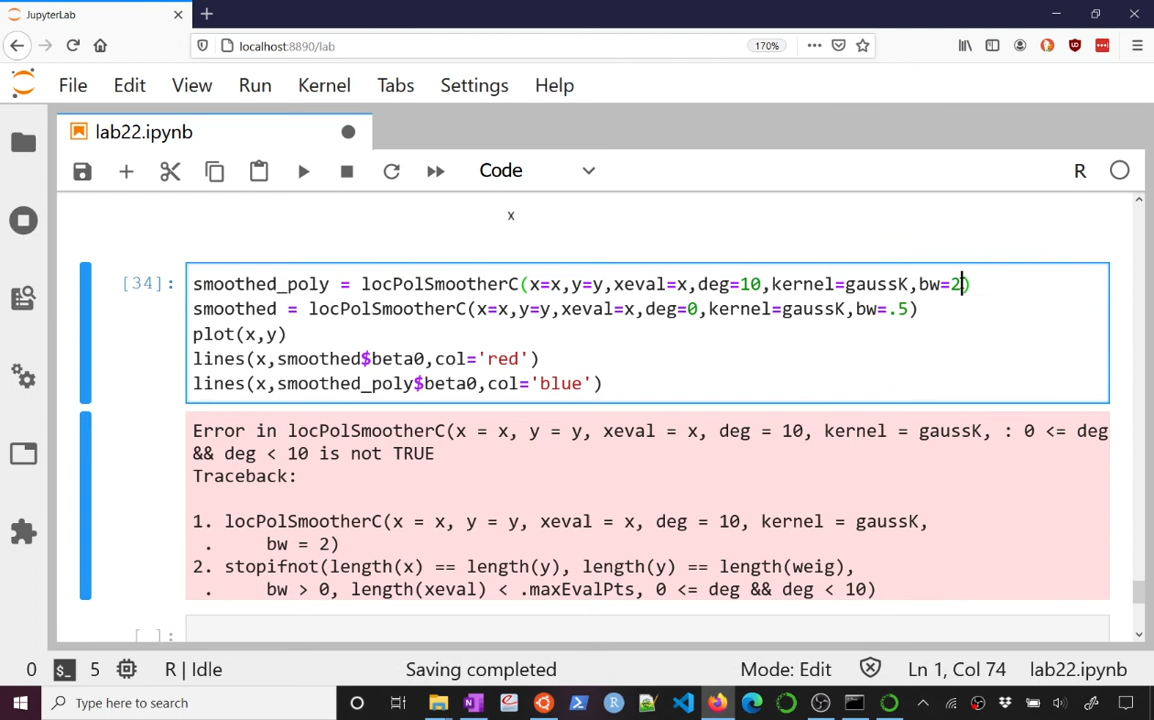 JupyterLab
localhost:8890/lab
170%
File Edit View Run Kernel Tabs Settings Help
lab22.ipynb
Code
R
x
[34]:
smoothed_poly = locPolSmootherC(x=x,y=y,xeval=x,deg=10,kernel=gaussK,bw=2)
smoothed = locPolSmootherC(x=x,y=y,xeval=x,deg=0,kernel=gaussK,bw=.5)
plot(x,y)
lines(x,smoothed$beta0,col='red')
lines(x,smoothed_poly$beta0,col='blue')
Error in locPolSmootherC(x = x, y = y, xeval = x, deg = 10, kernel = gaussK, : 0 <= deg
&& deg < 10 is not TRUE
Traceback:
1. locPolSmootherC(x = x, y = y, xeval = x, deg = 10, kernel = gaussK,
. bw = 2)
2. stopifnot(length(x) == length(y), length(y) == length(weig),
. bw > 0, length(xeval) < .maxEvalPts, 0 <= deg && deg < 10)
[ ]:
0 5 R | Idle Saving completed Mode: Edit Ln 1, Col 74 lab22.ipynb
Type here to search